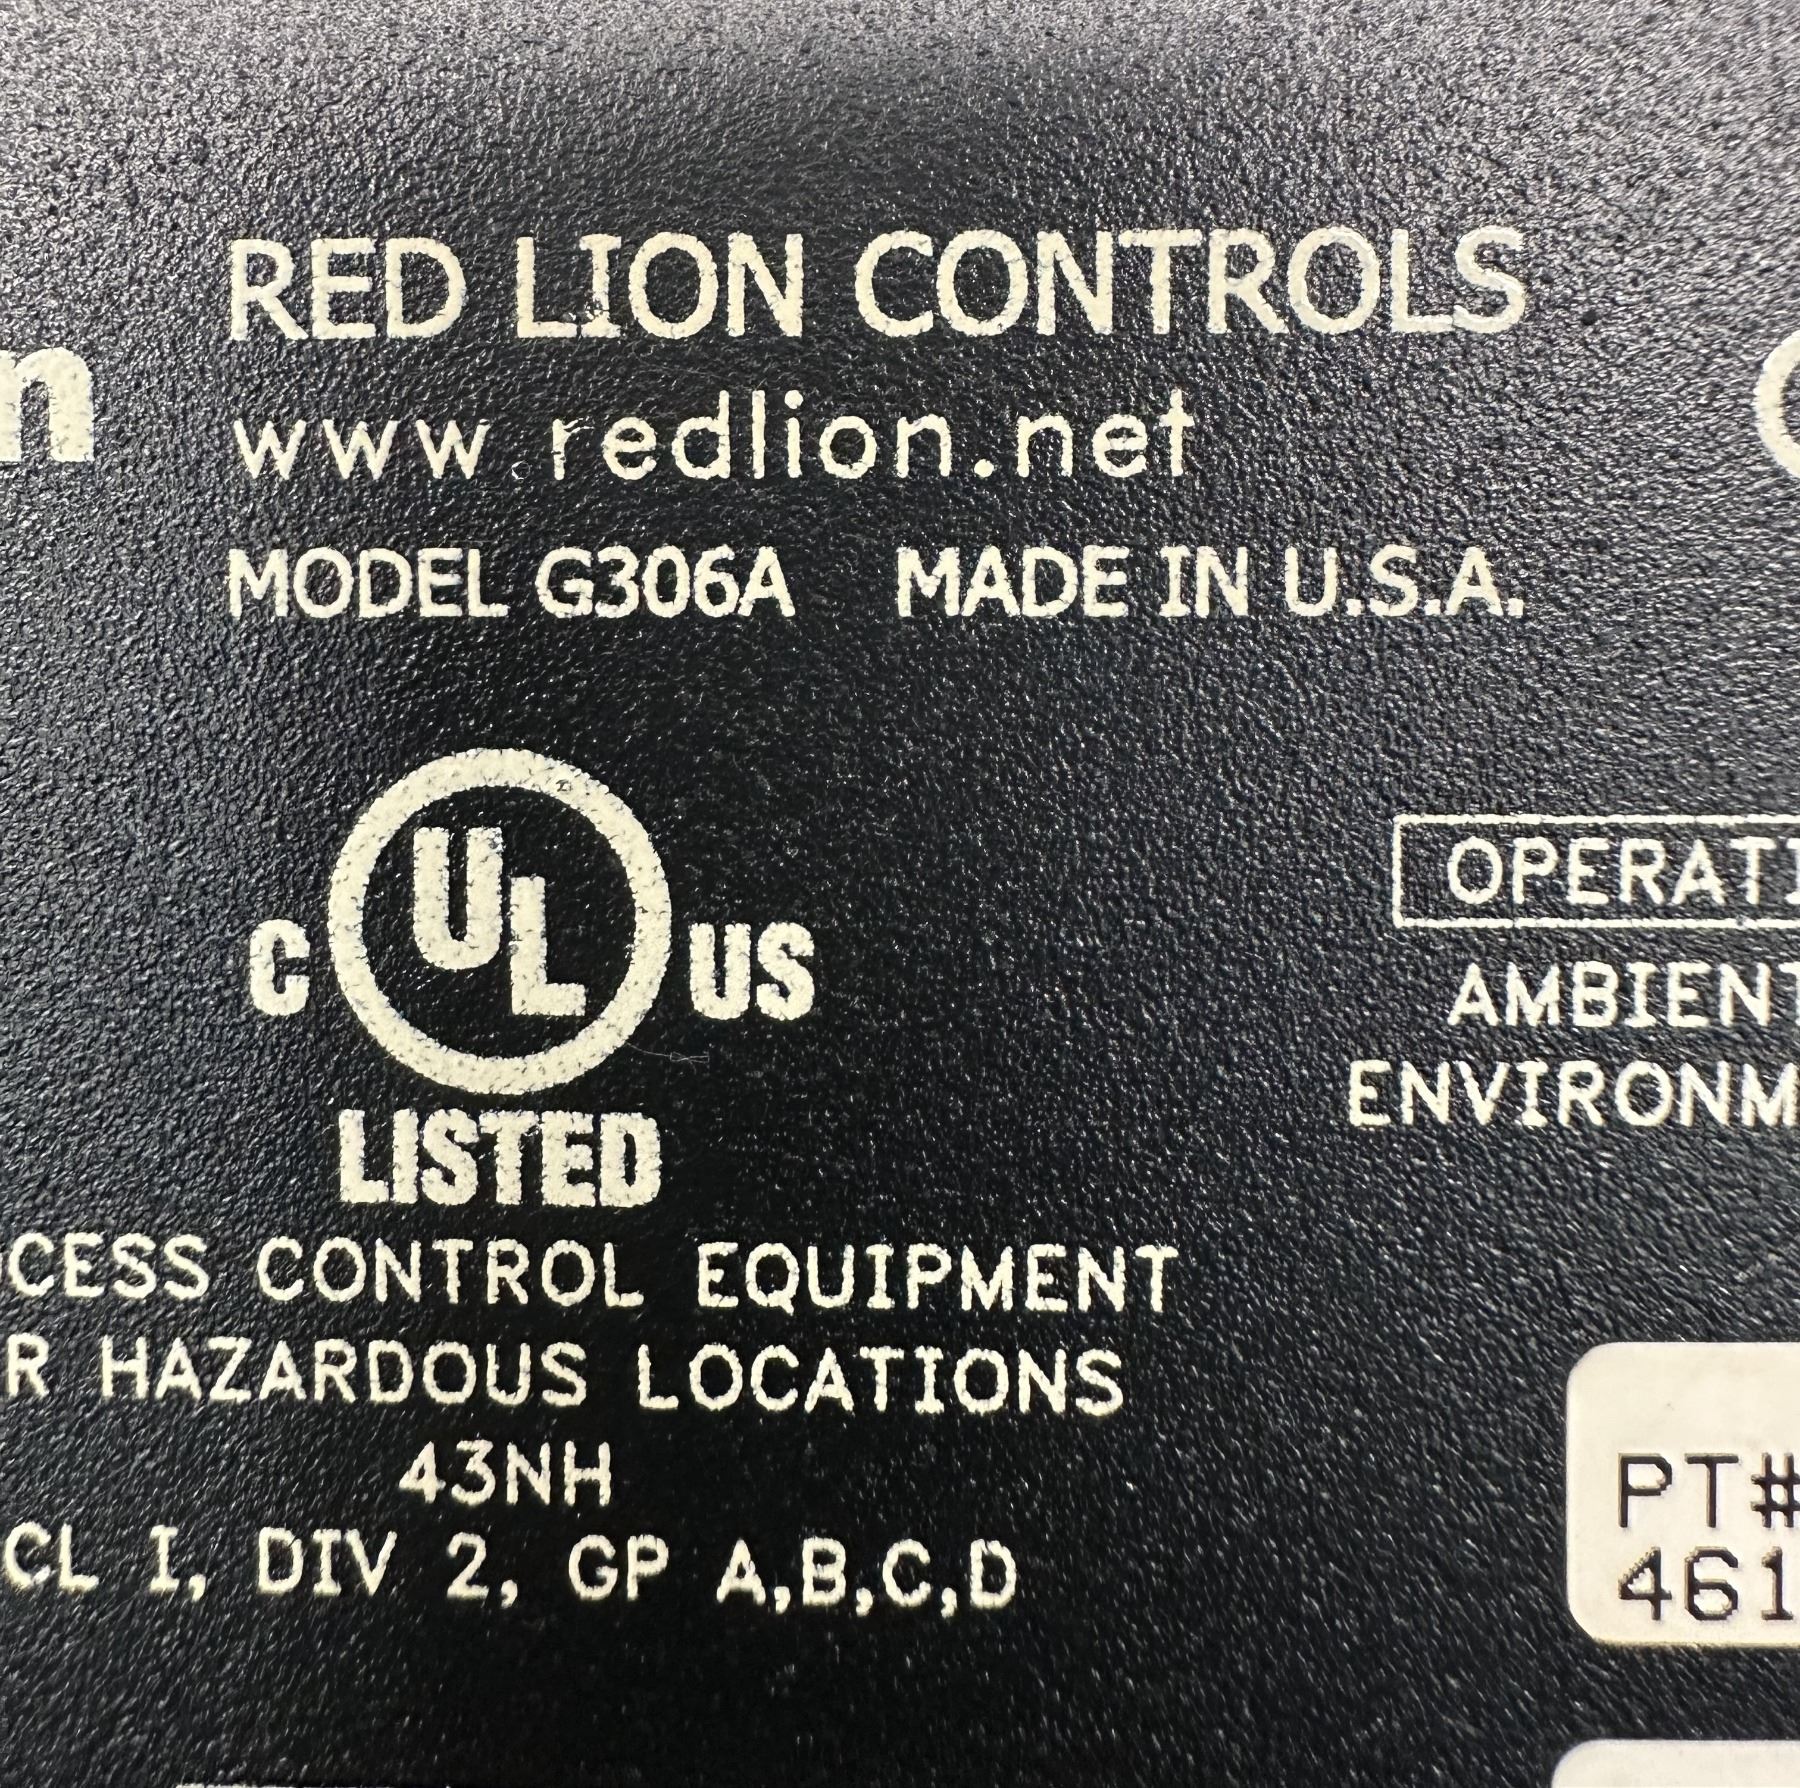 RED LION CONTROLS
www.redlion.net
MODEL G306A MADE IN U.S.A.
C UL US
LISTED
CESS CONTROL EQUIPMENT
R HAZARDOUS LOCATIONS
43NH
CL I, DIV 2, GP A,B,C,D
OPERATI
AMBIENT
ENVIRONM
PT#
461